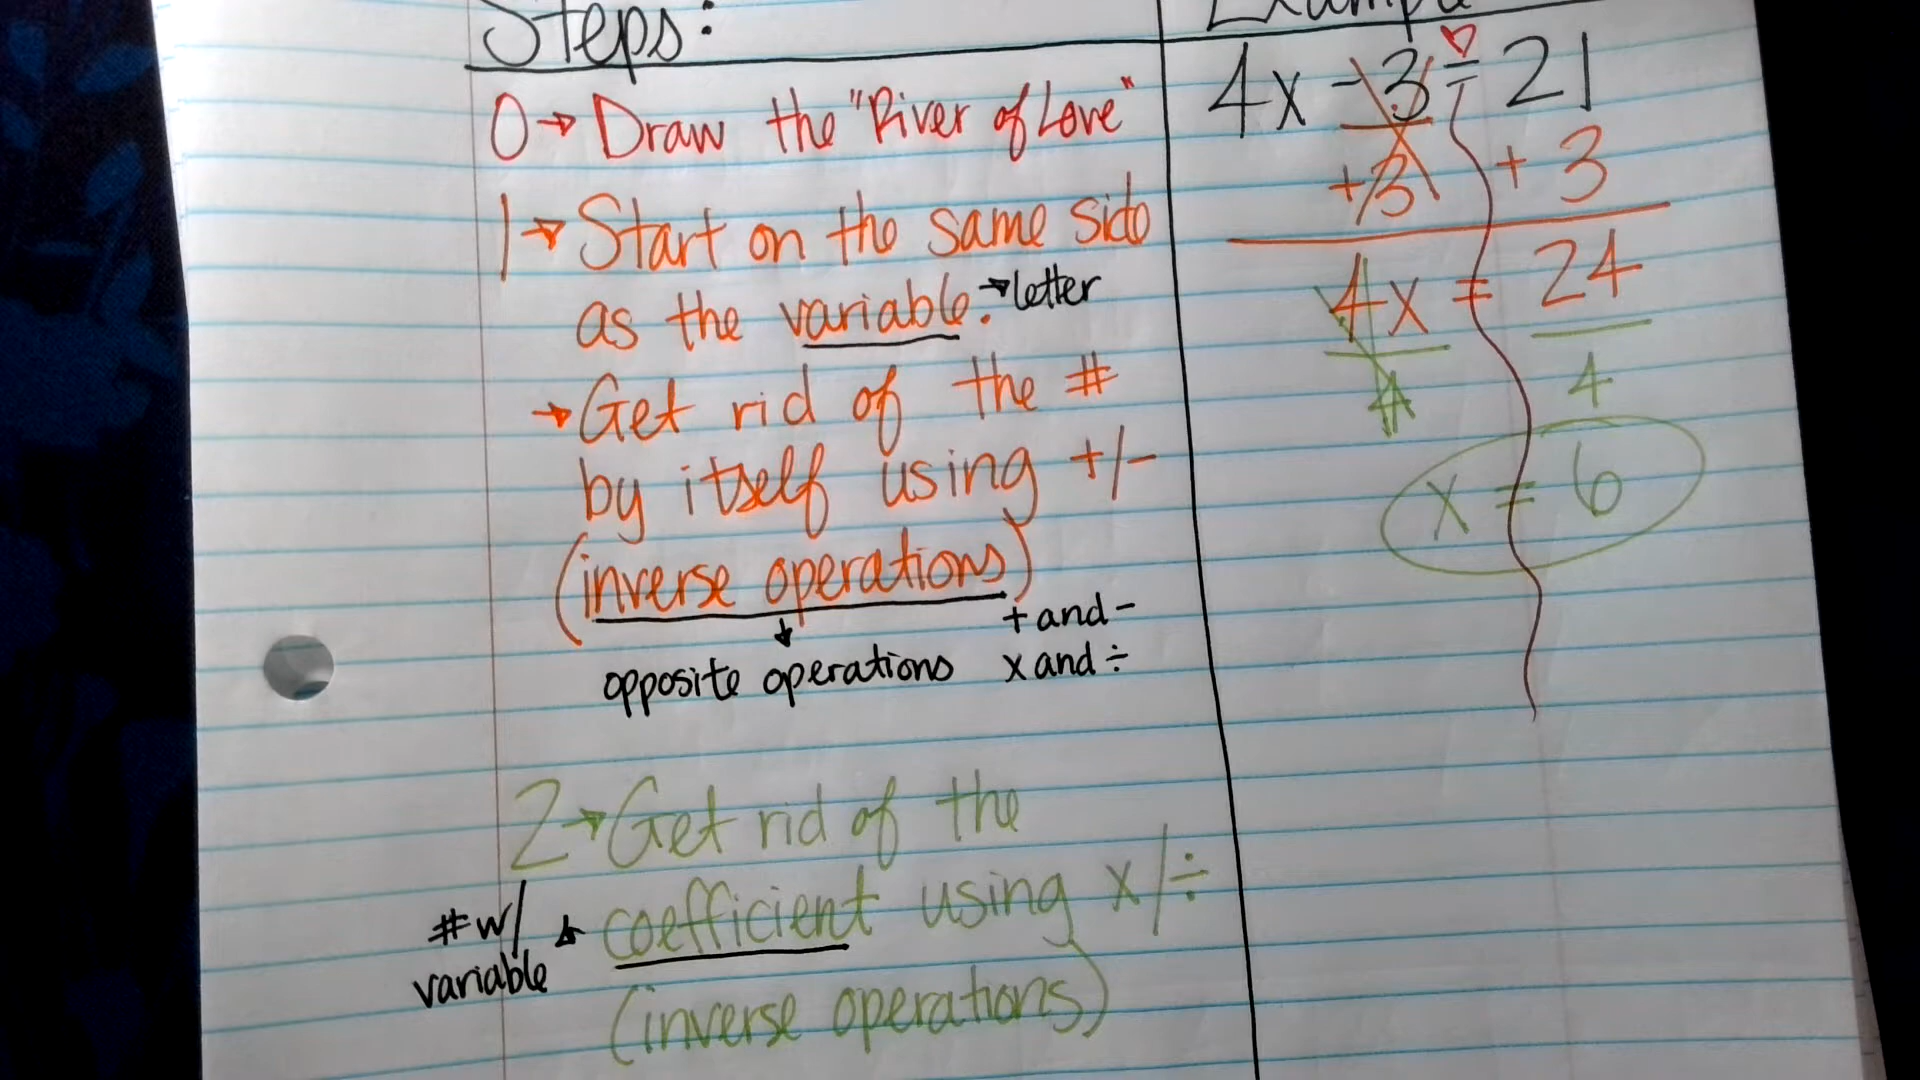 Steps:
0→ Draw the "River of Love"
1→ Start on the same side
as the variable. → letter
→ Get rid of the #
by itself using +/-
(inverse operations)
+ and -
opposite operations x and ÷
2→ Get rid of the
# w/
coefficient using x/÷
variable
(inverse operations)
Example
4x - 3 = 21
+3 + 3
4x = 24
4 4
x = 6